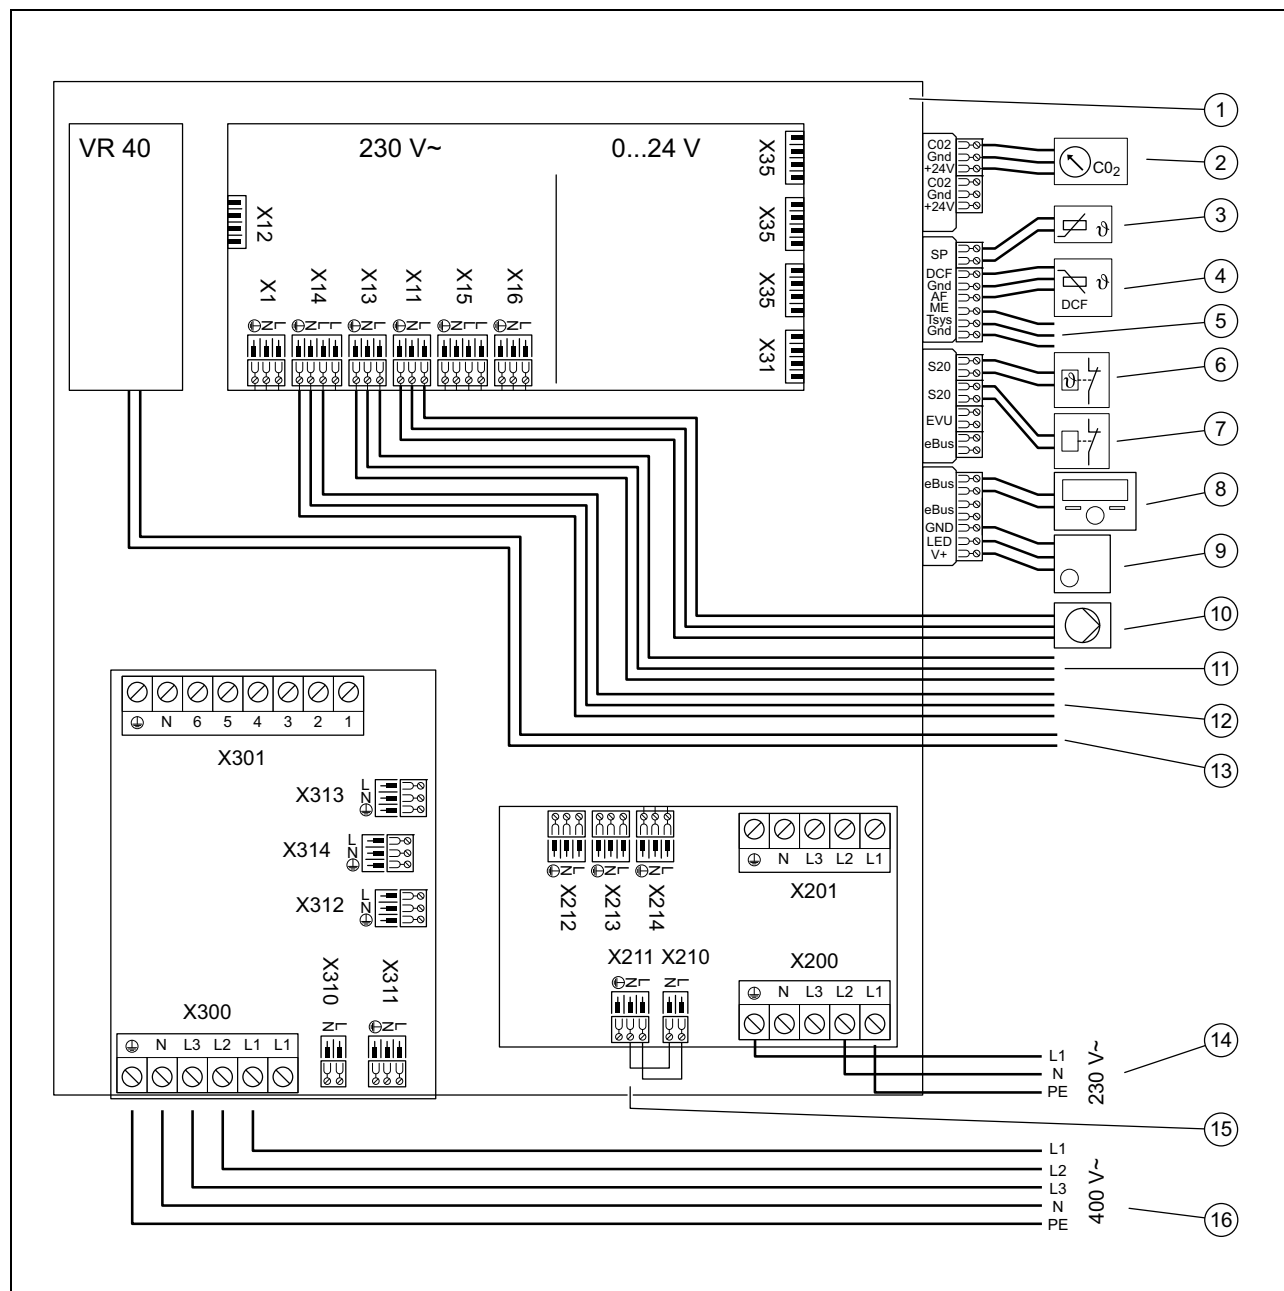 1
VR 40
230 V~
0...24 V
X35
X35
X35
X31
X12
X1
X14
X13
X11
X15
X16
N L
N L L
N L
N L
N L L
N L
C02
Gnd
+24V
C02
Gnd
+24V
C02
2
SP
ϑ
3
DCF
Gnd
AF
ME
Tsys
Gnd
ϑ
DCF
4
5
S20
S20
EVU
eBus
ϑ
6
7
eBus
eBus
GND
LED
V+
8
9
10
11
12
13
N 6 5 4 3 2 1
X301
X313
L
N
X314
L
N
X312
L
N
X310
N L
X311
N L
X300
N L3 L2 L1 L1
N L
N L
N L
X212
X213
X214
N L3 L2 L1
X201
X211
X210
N L
N L
X200
N L3 L2 L1
L1
N
PE
230 V~
14
15
L1
L2
L3
N
PE
400 V~
16